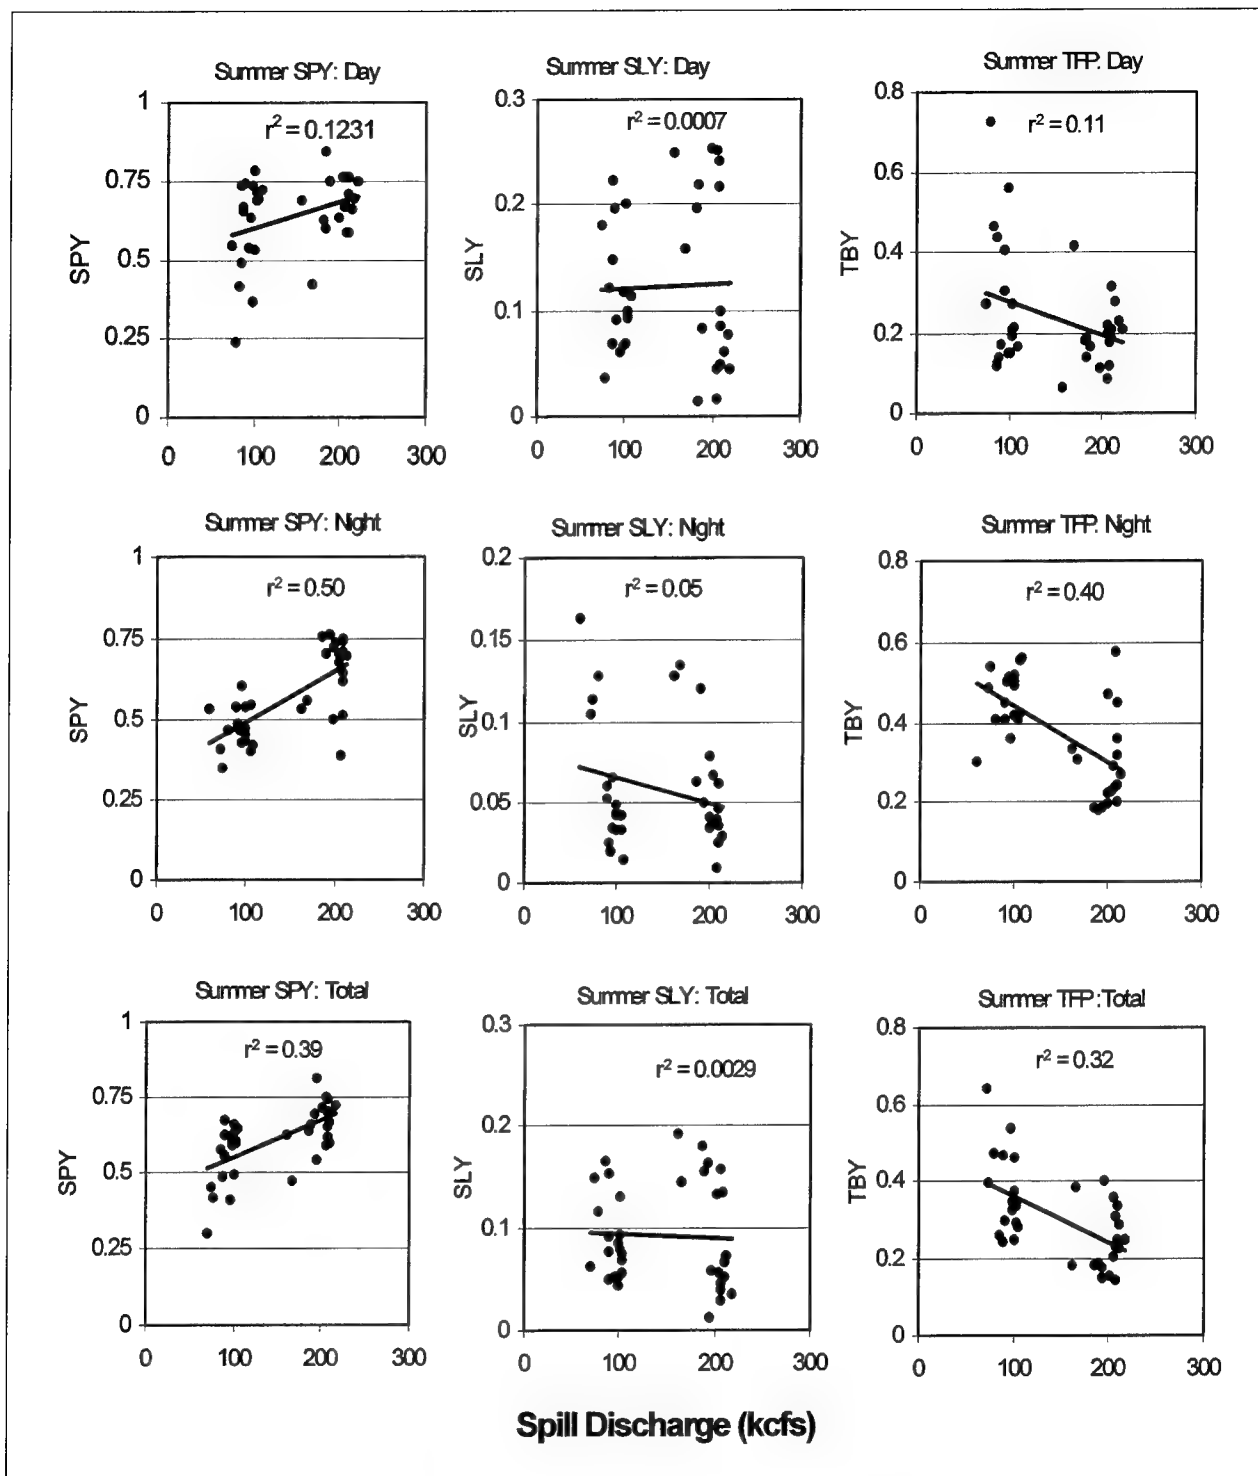 Summer SPY: Day
1
r² = 0.1231
0.75
SPY
0.5
0.25
0
0 100 200 300
Summer SLY: Day
0.3
r² = 0.0007
0.2
SLY
0.1
0
0 100 200 300
Summer TFP: Day
0.8
r² = 0.11
0.6
TBY
0.4
0.2
0
0 100 200 300
Summer SPY: Night
1
r² = 0.50
0.75
SPY
0.5
0.25
0
0 100 200 300
Summer SLY: Night
0.2
r² = 0.05
0.15
SLY
0.1
0.05
0
0 100 200 300
Summer TFP: Night
0.8
r² = 0.40
0.6
TBY
0.4
0.2
0
0 100 200 300
Summer SPY: Total
1
r² = 0.39
0.75
SPY
0.5
0.25
0
0 100 200 300
Summer SLY: Total
0.3
r² = 0.0029
0.2
SLY
0.1
0
0 100 200 300
Summer TFP: Total
0.8
r² = 0.32
0.6
TBY
0.4
0.2
0
0 100 200 300
Spill Discharge (kcfs)